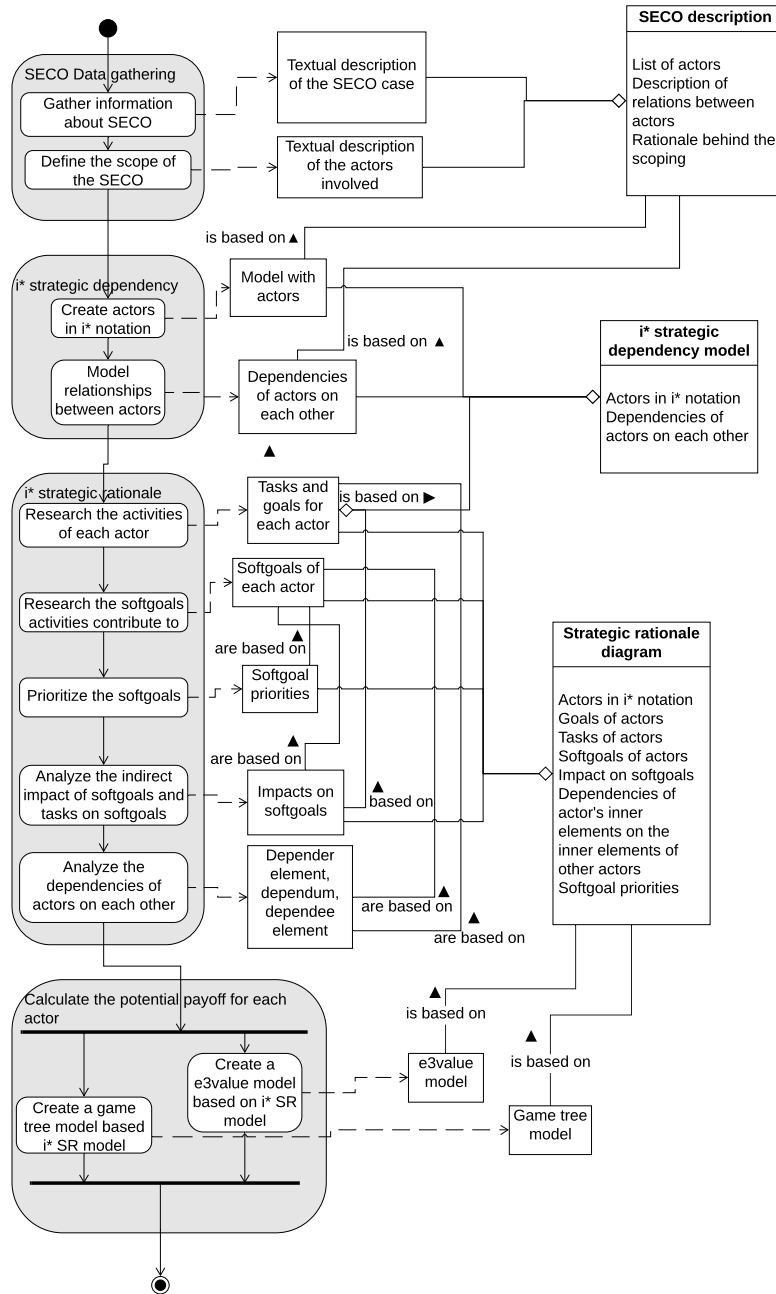 SECO description
List of actors
Description of
relations between
actors
Rationale behind the
scoping
SECO Data gathering
Gather information
about SECO
Define the scope of
the SECO
Textual description
of the SECO case
Textual description
of the actors
involved
is based on ▲
i* strategic dependency
Create actors
in i* notation
Model
relationships
between actors
Model with
actors
is based on ▲
Dependencies
of actors on
each other
▲
i* strategic
dependency model
Actors in i* notation
Dependencies of
actors on each other
i* strategic rationale
Research the activities
of each actor
Research the softgoals
activities contribute to
Prioritize the softgoals
Analyze the indirect
impact of softgoals and
tasks on softgoals
Analyze the
dependencies of
actors on each other
Tasks and
goals for
each actor
is based on ▶
Softgoals of
each actor
▲
are based on
Softgoal
priorities
▲
are based on
Impacts on
softgoals
▲
based on
Depender
element,
dependum,
dependee
element
▲
are based on
▲
are based on
Strategic rationale
diagram
Actors in i* notation
Goals of actors
Tasks of actors
Softgoals of actors
Impact on softgoals
Dependencies of
actor's inner
elements on the
inner elements of
other actors
Softgoal priorities
Calculate the potential payoff for each
actor
Create a game
tree model based
i* SR model
Create a
e3value model
based on i* SR
model
▲
is based on
e3value
model
▲
is based on
Game tree
model